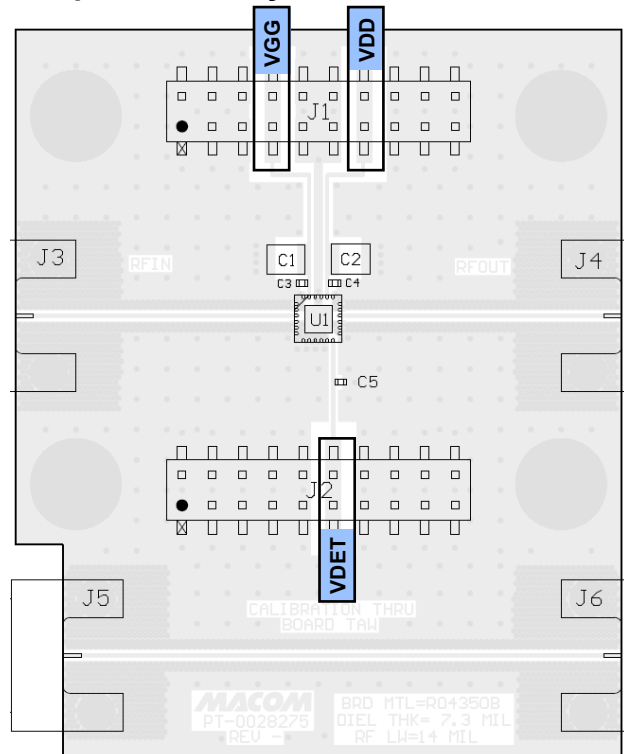 VGG
VDD
J1
J3
RFIN
C1
C2
RFOUT
J4
C3
C4
U1
C5
J2
VDET
J5
J6
CALIBRATION THRU
BOARD TAW
MACOM
PT-0028275
REV -
BRD MTL=RO4350B
DIEL THK= 7.3 MIL
RF LW=14 MIL